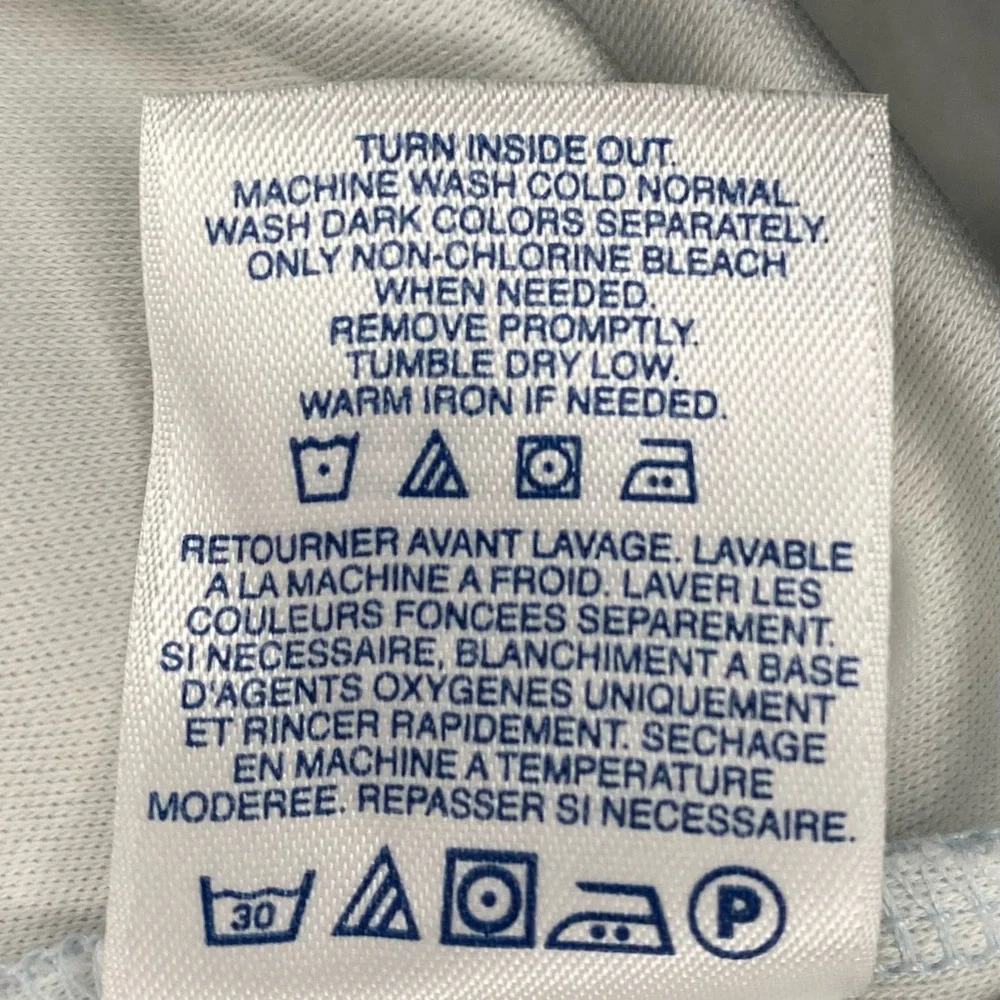 TURN INSIDE OUT.
MACHINE WASH COLD NORMAL.
WASH DARK COLORS SEPARATELY.
ONLY NON-CHLORINE BLEACH
WHEN NEEDED.
REMOVE PROMPTLY.
TUMBLE DRY LOW.
WARM IRON IF NEEDED.
RETOURNER AVANT LAVAGE. LAVABLE
A LA MACHINE A FROID. LAVER LES
COULEURS FONCEES SEPAREMENT.
SI NECESSAIRE, BLANCHIMENT A BASE
D'AGENTS OXYGENES UNIQUEMENT
ET RINCER RAPIDEMENT. SECHAGE
EN MACHINE A TEMPERATURE
MODEREE. REPASSER SI NECESSAIRE.
30 P